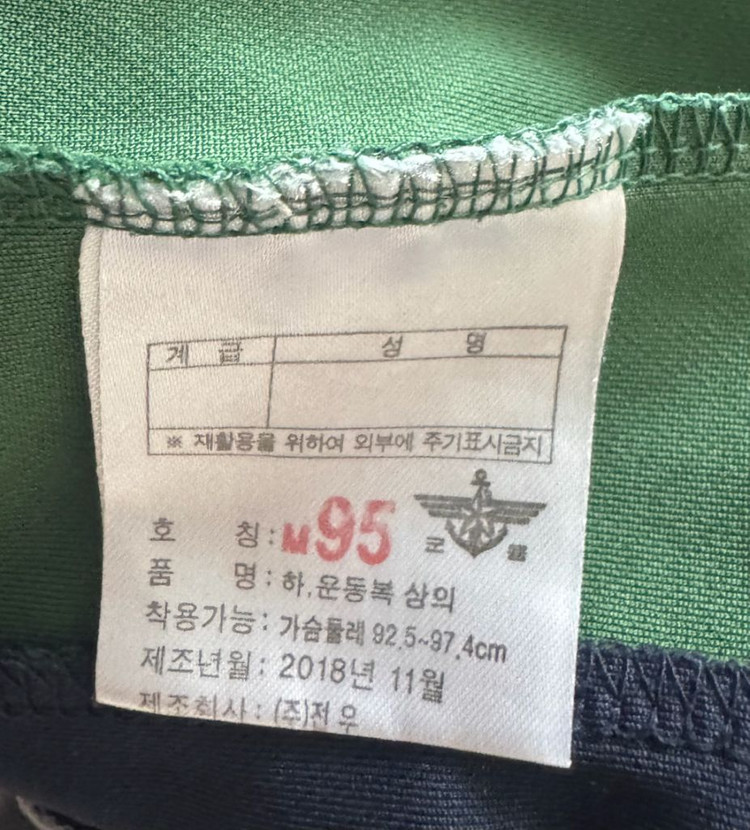 계 급 성 명
※ 재활용을 위하여 외부에 주기표시금지
호 칭 : M95
군 용
품 명 : 하.운동복 상의
착용가능 : 가슴둘레 92.5~97.4cm
제조년월 : 2018년 11월
제조회사 : (주)저 우